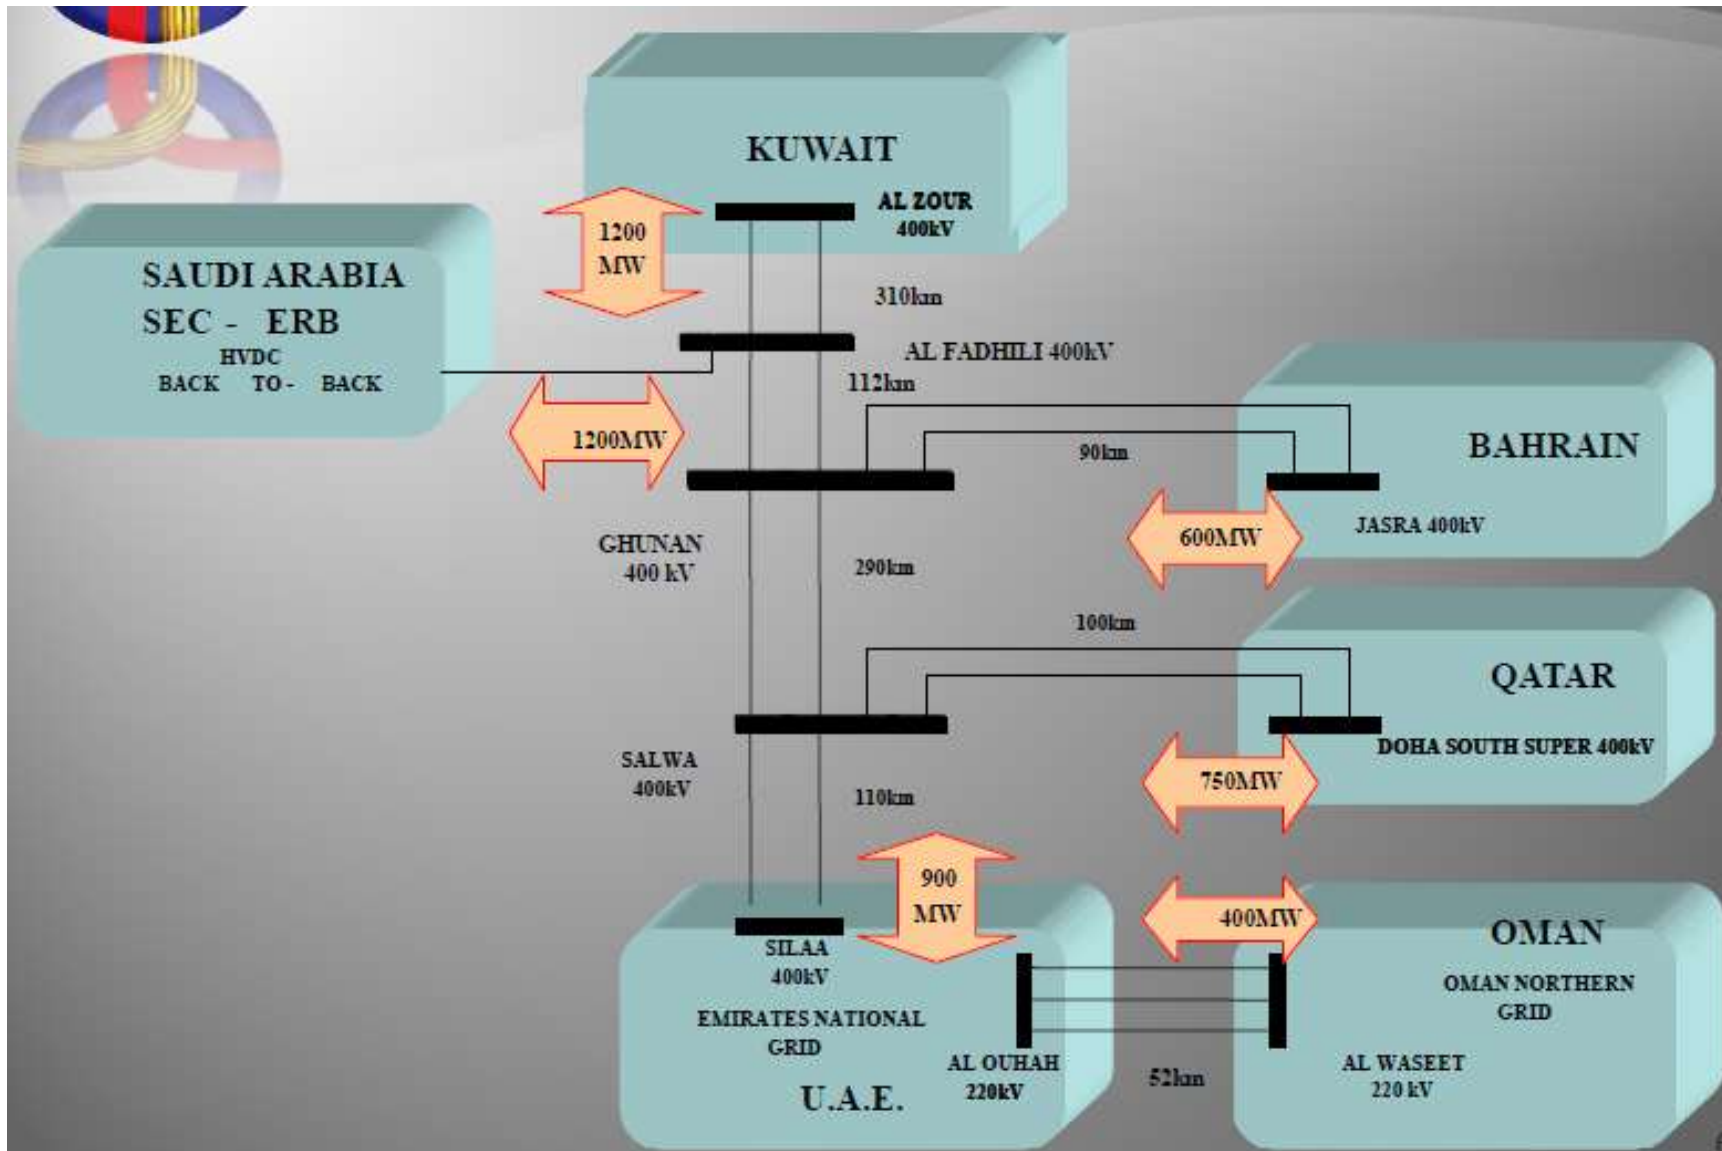 KUWAIT
AL ZOUR
400kV
1200
MW
310km
SAUDI ARABIA
SEC - ERB
HVDC
BACK TO - BACK
AL FADHILI 400kV
112km
1200MW
90km
BAHRAIN
JASRA 400kV
600MW
GHUNAN
400 kV
290km
100km
QATAR
DOHA SOUTH SUPER 400kV
750MW
SALWA
400kV
110km
900
MW
400MW
OMAN
OMAN NORTHERN
GRID
SILAA
400kV
EMIRATES NATIONAL
GRID
U.A.E.
AL OUHAH
220kV
52km
AL WASEET
220 kV